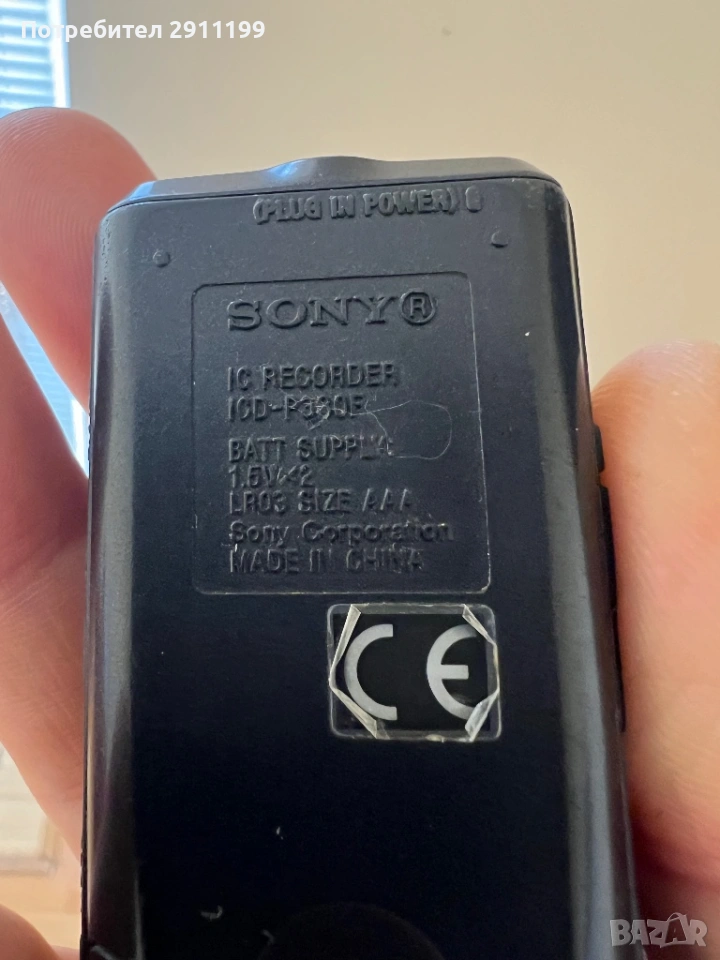 Потребител 2911199
(PLUG IN POWER)
SONY®
IC RECORDER
BATT SUPPLY
1.5V×2
LR03 SIZE AAA
Sony Corporation
MADE IN CHINA
CE
BAZAR